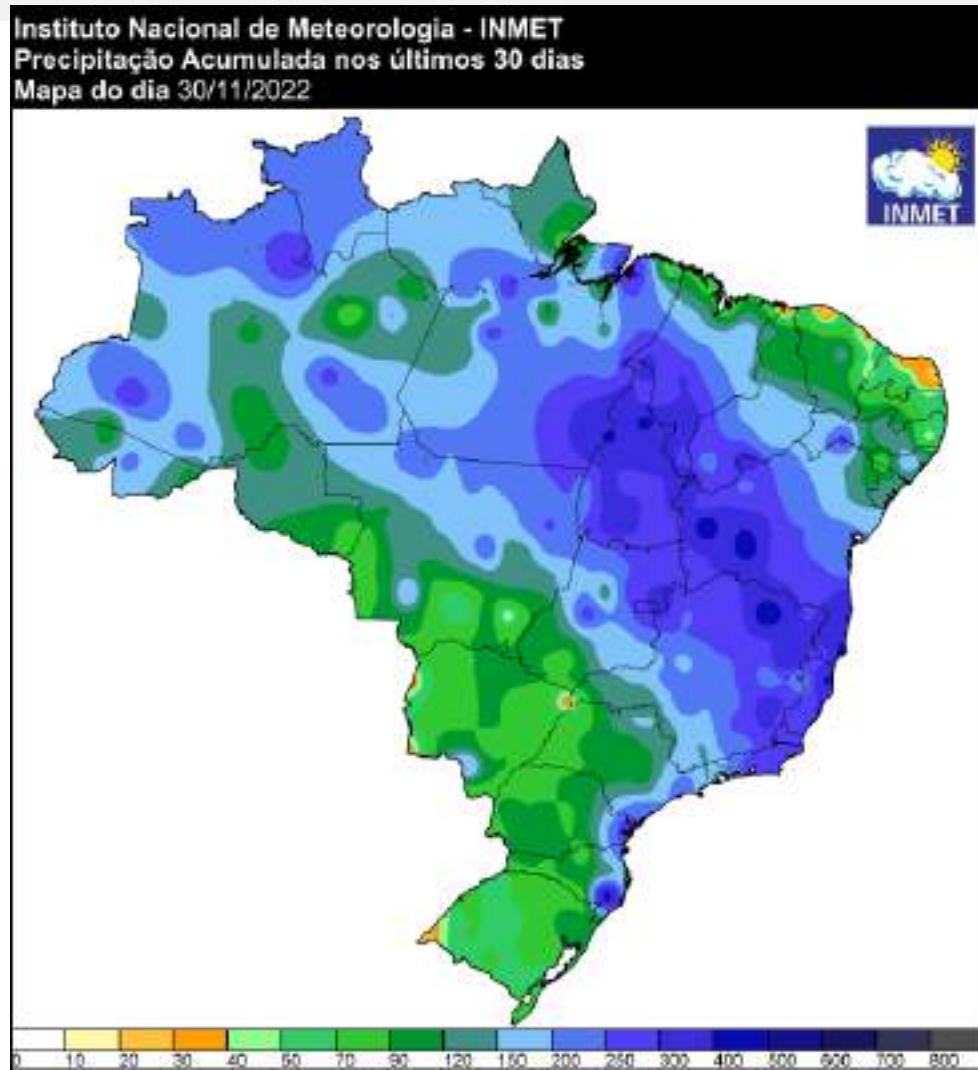 Instituto Nacional de Meteorologia - INMET
Precipitação Acumulada nos últimos 30 dias
Mapa do dia 30/11/2022
INMET
0 10 20 30 40 50 70 90 120 150 200 250 300 400 500 600 700 800